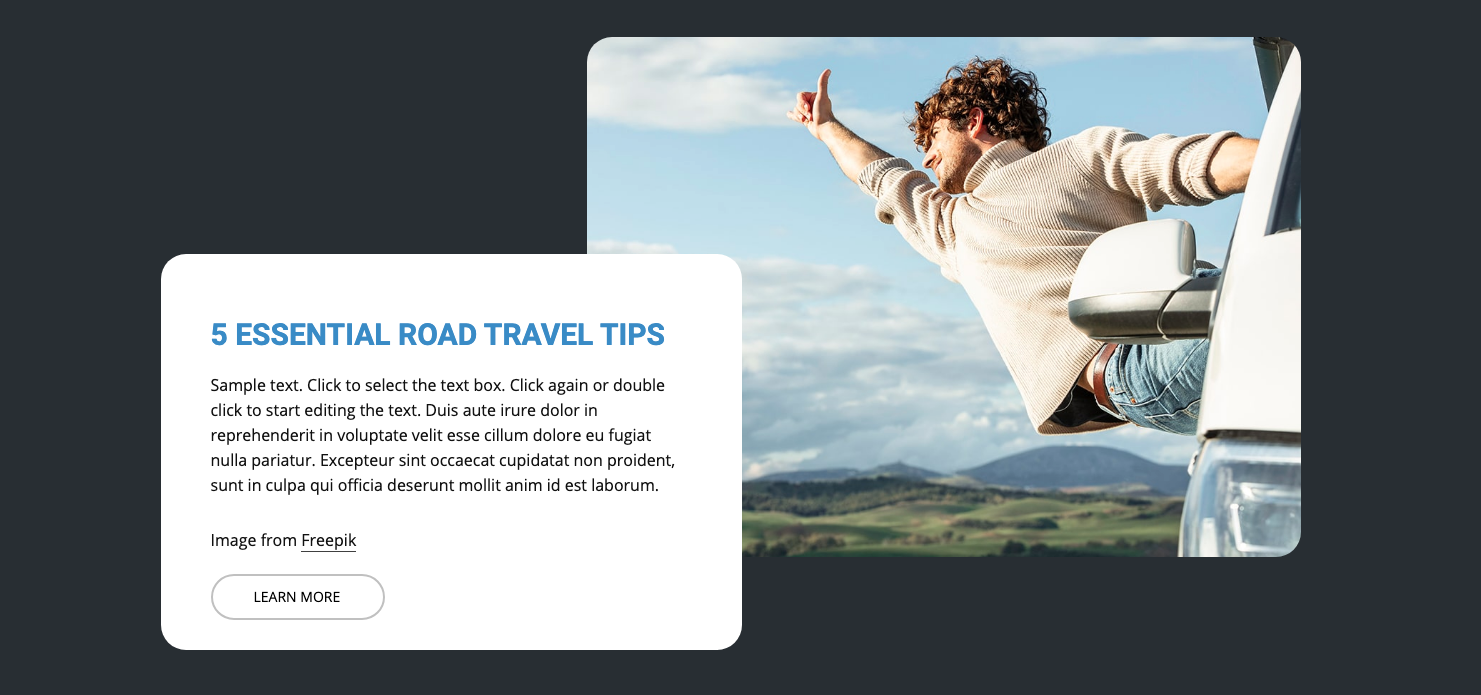 5 ESSENTIAL ROAD TRAVEL TIPS
Sample text. Click to select the text box. Click again or double
click to start editing the text. Duis aute irure dolor in
reprehenderit in voluptate velit esse cillum dolore eu fugiat
nulla pariatur. Excepteur sint occaecat cupidatat non proident,
sunt in culpa qui officia deserunt mollit anim id est laborum.
Image from Freepik
LEARN MORE